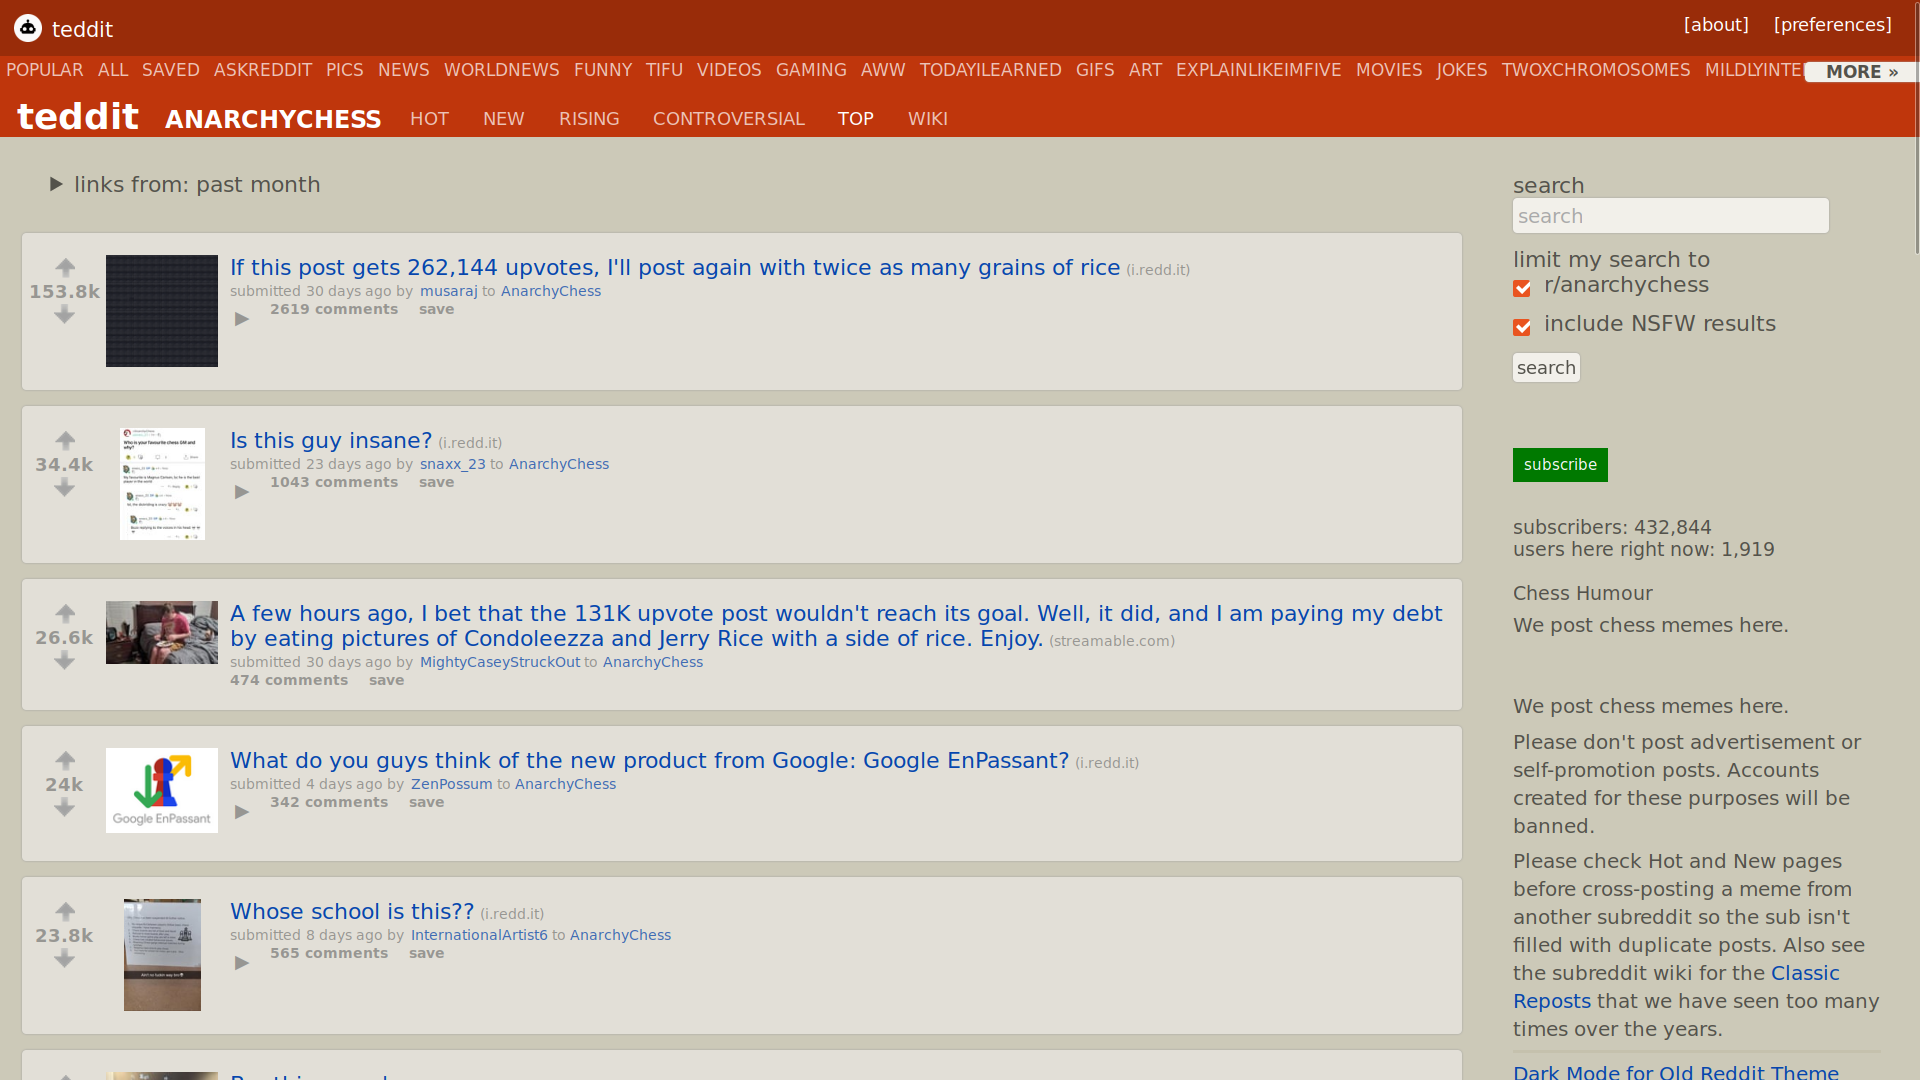 teddit
[about] [preferences]
POPULAR ALL SAVED ASKREDDIT PICS NEWS WORLDNEWS FUNNY TIFU VIDEOS GAMING AWW TODAYILEARNED GIFS ART EXPLAINLIKEIMFIVE MOVIES JOKES TWOXCHROMOSOMES MILDLYINTE MORE »
teddit ANARCHYCHESS HOT NEW RISING CONTROVERSIAL TOP WIKI
▶ links from: past month
153.8k
If this post gets 262,144 upvotes, I'll post again with twice as many grains of rice (i.redd.it)
submitted 30 days ago by musaraj to AnarchyChess
2619 comments save
34.4k
Is this guy insane? (i.redd.it)
submitted 23 days ago by snaxx_23 to AnarchyChess
1043 comments save
26.6k
A few hours ago, I bet that the 131K upvote post wouldn't reach its goal. Well, it did, and I am paying my debt
by eating pictures of Condoleezza and Jerry Rice with a side of rice. Enjoy. (streamable.com)
submitted 30 days ago by MightyCaseyStruckOut to AnarchyChess
474 comments save
24k
Google EnPassant
What do you guys think of the new product from Google: Google EnPassant? (i.redd.it)
submitted 4 days ago by ZenPossum to AnarchyChess
342 comments save
23.8k
Whose school is this?? (i.redd.it)
submitted 8 days ago by InternationalArtist6 to AnarchyChess
565 comments save
search
search
limit my search to
r/anarchychess
include NSFW results
search
subscribe
subscribers: 432,844
users here right now: 1,919
Chess Humour
We post chess memes here.
We post chess memes here.
Please don't post advertisement or
self-promotion posts. Accounts
created for these purposes will be
banned.
Please check Hot and New pages
before cross-posting a meme from
another subreddit so the sub isn't
filled with duplicate posts. Also see
the subreddit wiki for the Classic
Reposts that we have seen too many
times over the years.
Dark Mode for Old Reddit Theme